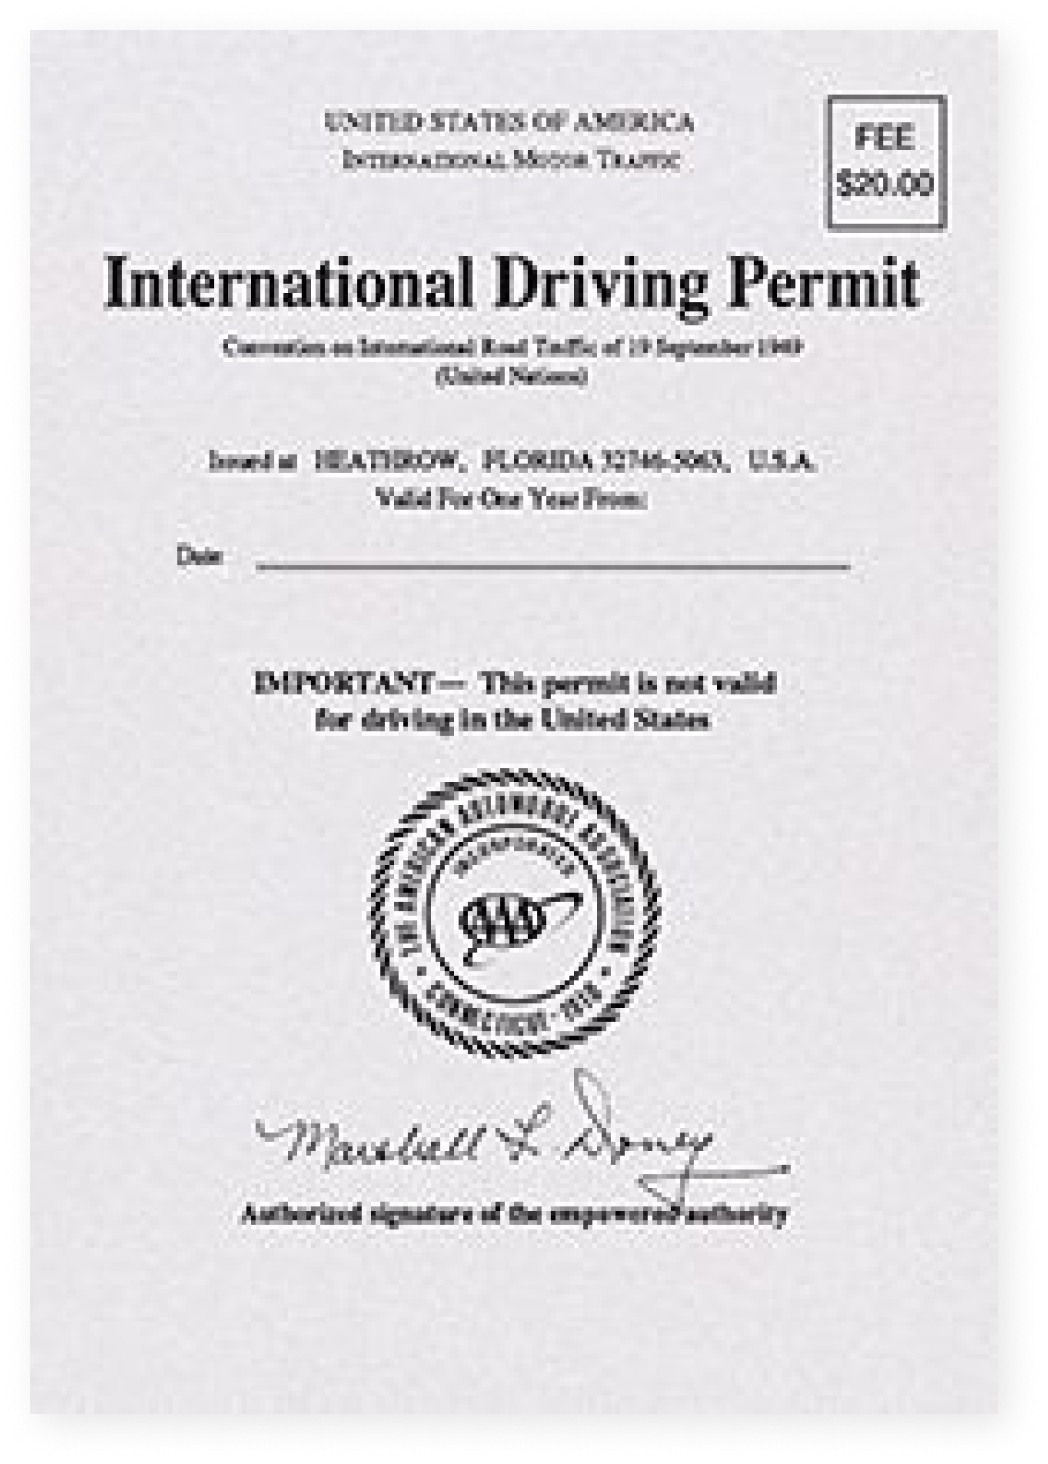 UNITED STATES OF AMERICA
INTERNATIONAL MOTOR TRAFFIC
FEE
$20.00
International Driving Permit
Convention on International Road Traffic of 19 September 1949
(United Nations)
Issued at HEATHROW, FLORIDA 32746-5063, U.S.A.
Valid For One Year From:
Date
IMPORTANT— This permit is not valid
for driving in the United States
THE AMERICAN AUTOMOBILE ASSOCIATION
INCORPORATED
AAA
CONNECTICUT · 1910
Marshall L. Doney
Authorized signature of the empowered authority